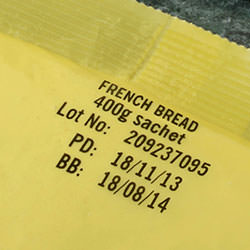 FRENCH BREAD
400g sachet
Lot No: 209237095
PD: 18/11/13
BB: 18/08/14